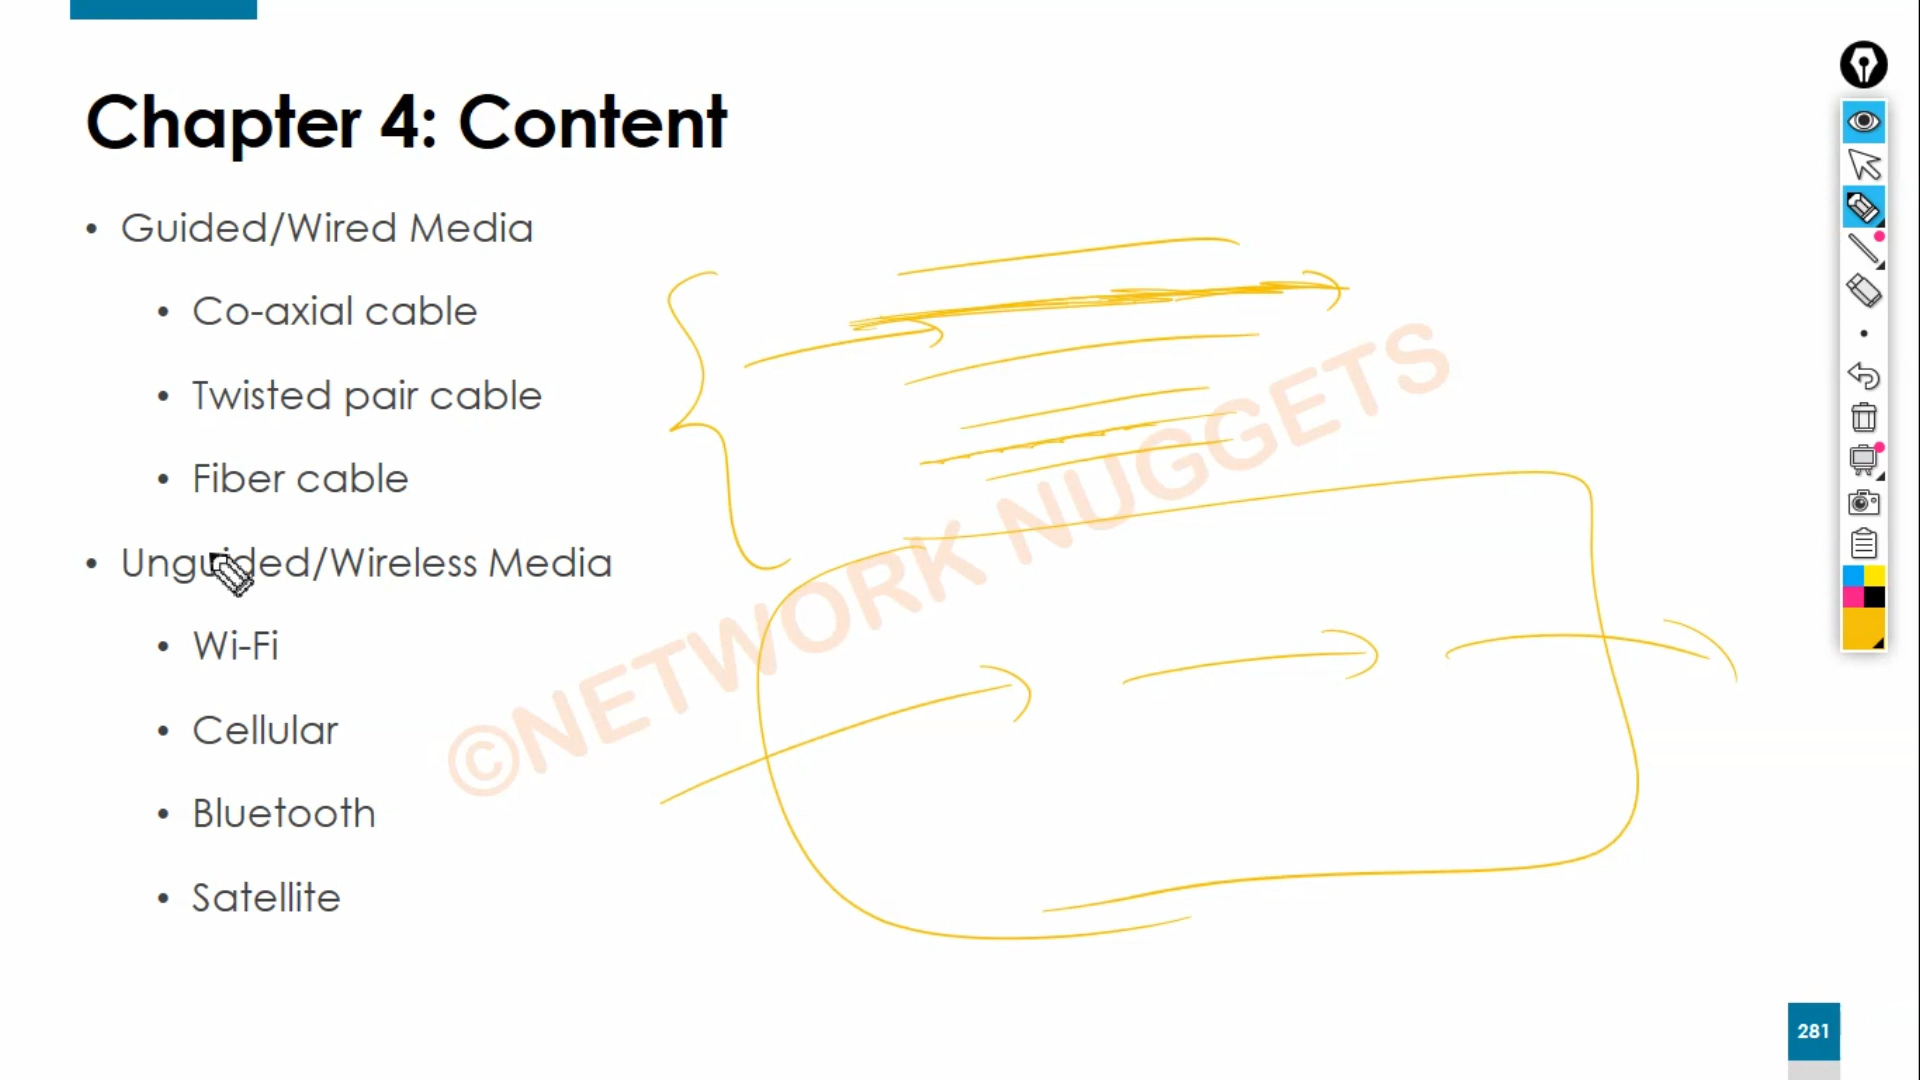 Chapter 4: Content
• Guided/Wired Media
• Co-axial cable
• Twisted pair cable
• Fiber cable
• Unguided/Wireless Media
• Wi-Fi
• Cellular
• Bluetooth
• Satellite
©NETWORK NUGGETS
281